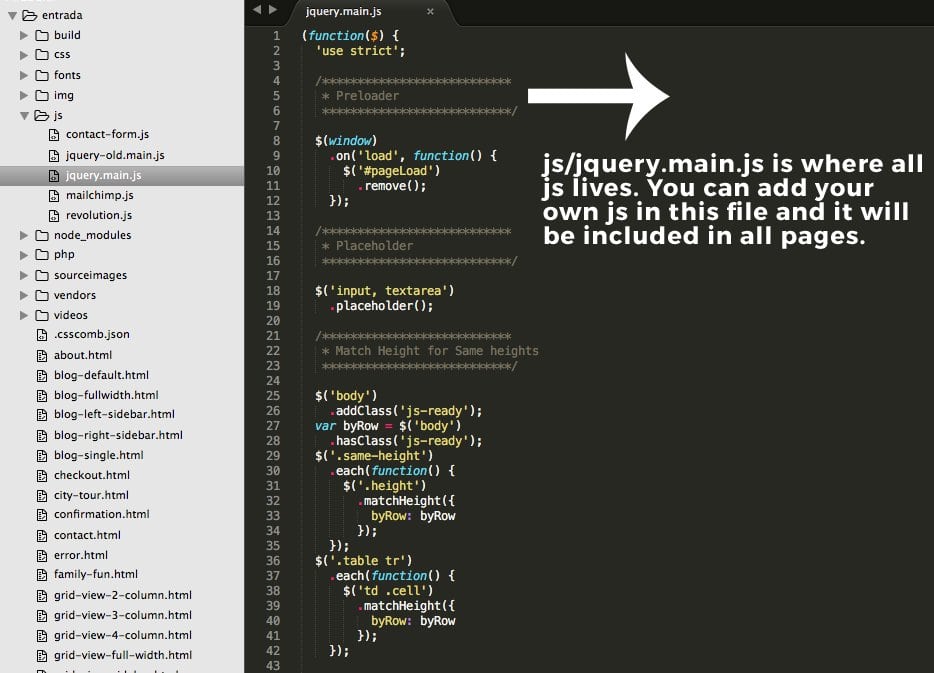 entrada
build
css
fonts
img
js
contact-form.js
jquery-old.main.js
jquery.main.js
mailchimp.js
revolution.js
node_modules
php
sourceimages
vendors
videos
.csscomb.json
about.html
blog-default.html
blog-fullwidth.html
blog-left-sidebar.html
blog-right-sidebar.html
blog-single.html
checkout.html
city-tour.html
confirmation.html
contact.html
error.html
family-fun.html
grid-view-2-column.html
grid-view-3-column.html
grid-view-4-column.html
grid-view-full-width.html
jquery.main.js ×
1 (function($) {
2 'use strict';
3
4 /****************************
5 * Preloader
6 ****************************/
7
8 $(window)
9 .on('load', function() {
10 $('#pageLoad')
11 .remove();
12 });
13
14 /****************************
15 * Placeholder
16 ****************************/
17
18 $('input, textarea')
19 .placeholder();
20
21 /****************************
22 * Match Height for Same heights
23 ****************************/
24
25 $('body')
26 .addClass('js-ready');
27 var byRow = $('body')
28 .hasClass('js-ready');
29 $('.same-height')
30 .each(function() {
31 $('.height')
32 .matchHeight({
33 byRow: byRow
34 });
35 });
36 $('.table tr')
37 .each(function() {
38 $('td .cell')
39 .matchHeight({
40 byRow: byRow
41 });
42 });
43
js/jquery.main.js is where all
js lives. You can add your
own js in this file and it will
be included in all pages.